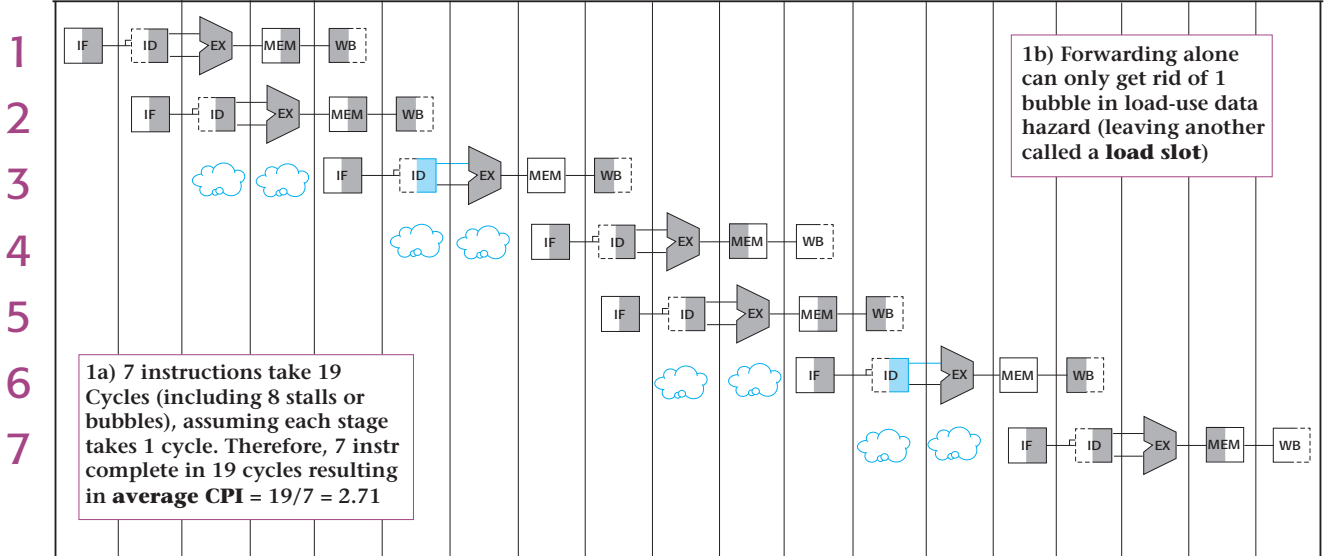 1 IF ID EX MEM WB
1b) Forwarding alone
can only get rid of 1
bubble in load-use data
hazard (leaving another
called a load slot)
2 IF ID EX MEM WB
3 IF ID EX MEM WB
4 IF ID EX MEM WB
5 IF ID EX MEM WB
6 IF ID EX MEM WB
1a) 7 instructions take 19
Cycles (including 8 stalls or
bubbles), assuming each stage
takes 1 cycle. Therefore, 7 instr
complete in 19 cycles resulting
in average CPI = 19/7 = 2.71
7 IF ID EX MEM WB